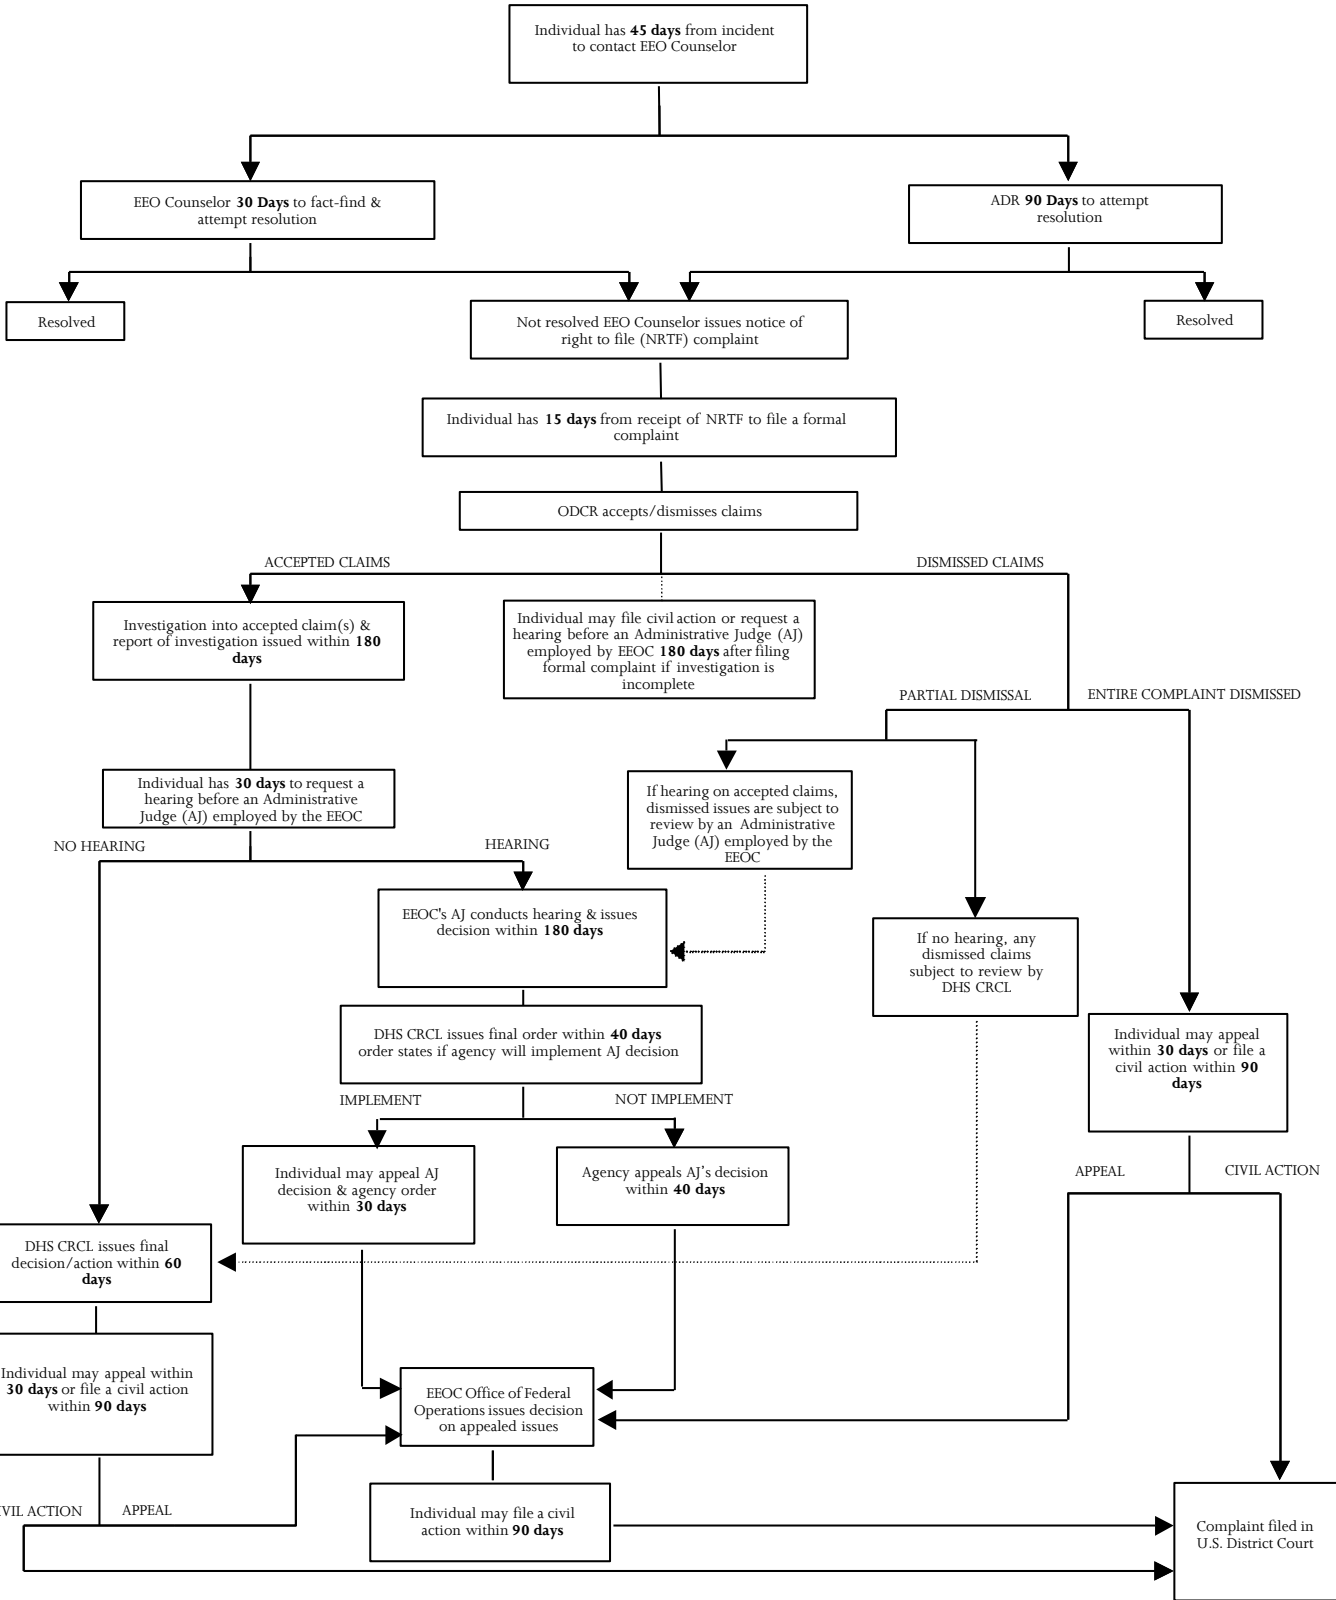 Individual has 45 days from incident
to contact EEO Counselor
EEO Counselor 30 Days to fact-find &
attempt resolution
ADR 90 Days to attempt
resolution
Resolved
Not resolved EEO Counselor issues notice of
right to file (NRTF) complaint
Resolved
Individual has 15 days from receipt of NRTF to file a formal
complaint
ODCR accepts/dismisses claims
ACCEPTED CLAIMS
DISMISSED CLAIMS
Investigation into accepted claim(s) &
report of investigation issued within 180
days
Individual may file civil action or request a
hearing before an Administrative Judge (AJ)
employed by EEOC 180 days after filing
formal complaint if investigation is
incomplete
PARTIAL DISMISSAL
ENTIRE COMPLAINT DISMISSED
Individual has 30 days to request a
hearing before an Administrative
Judge (AJ) employed by the EEOC
If hearing on accepted claims,
dismissed issues are subject to
review by an Administrative
Judge (AJ) employed by the
EEOC
NO HEARING
HEARING
EEOC's AJ conducts hearing & issues
decision within 180 days
If no hearing, any
dismissed claims
subject to review by
DHS CRCL
DHS CRCL issues final order within 40 days
order states if agency will implement AJ decision
Individual may appeal
within 30 days or file a
civil action within 90
days
IMPLEMENT
NOT IMPLEMENT
Individual may appeal AJ
decision & agency order
within 30 days
Agency appeals AJ's decision
within 40 days
APPEAL
CIVIL ACTION
DHS CRCL issues final
decision/action within 60
days
Individual may appeal within
30 days or file a civil action
within 90 days
EEOC Office of Federal
Operations issues decision
on appealed issues
IVIL ACTION
APPEAL
Individual may file a civil
action within 90 days
Complaint filed in
U.S. District Court